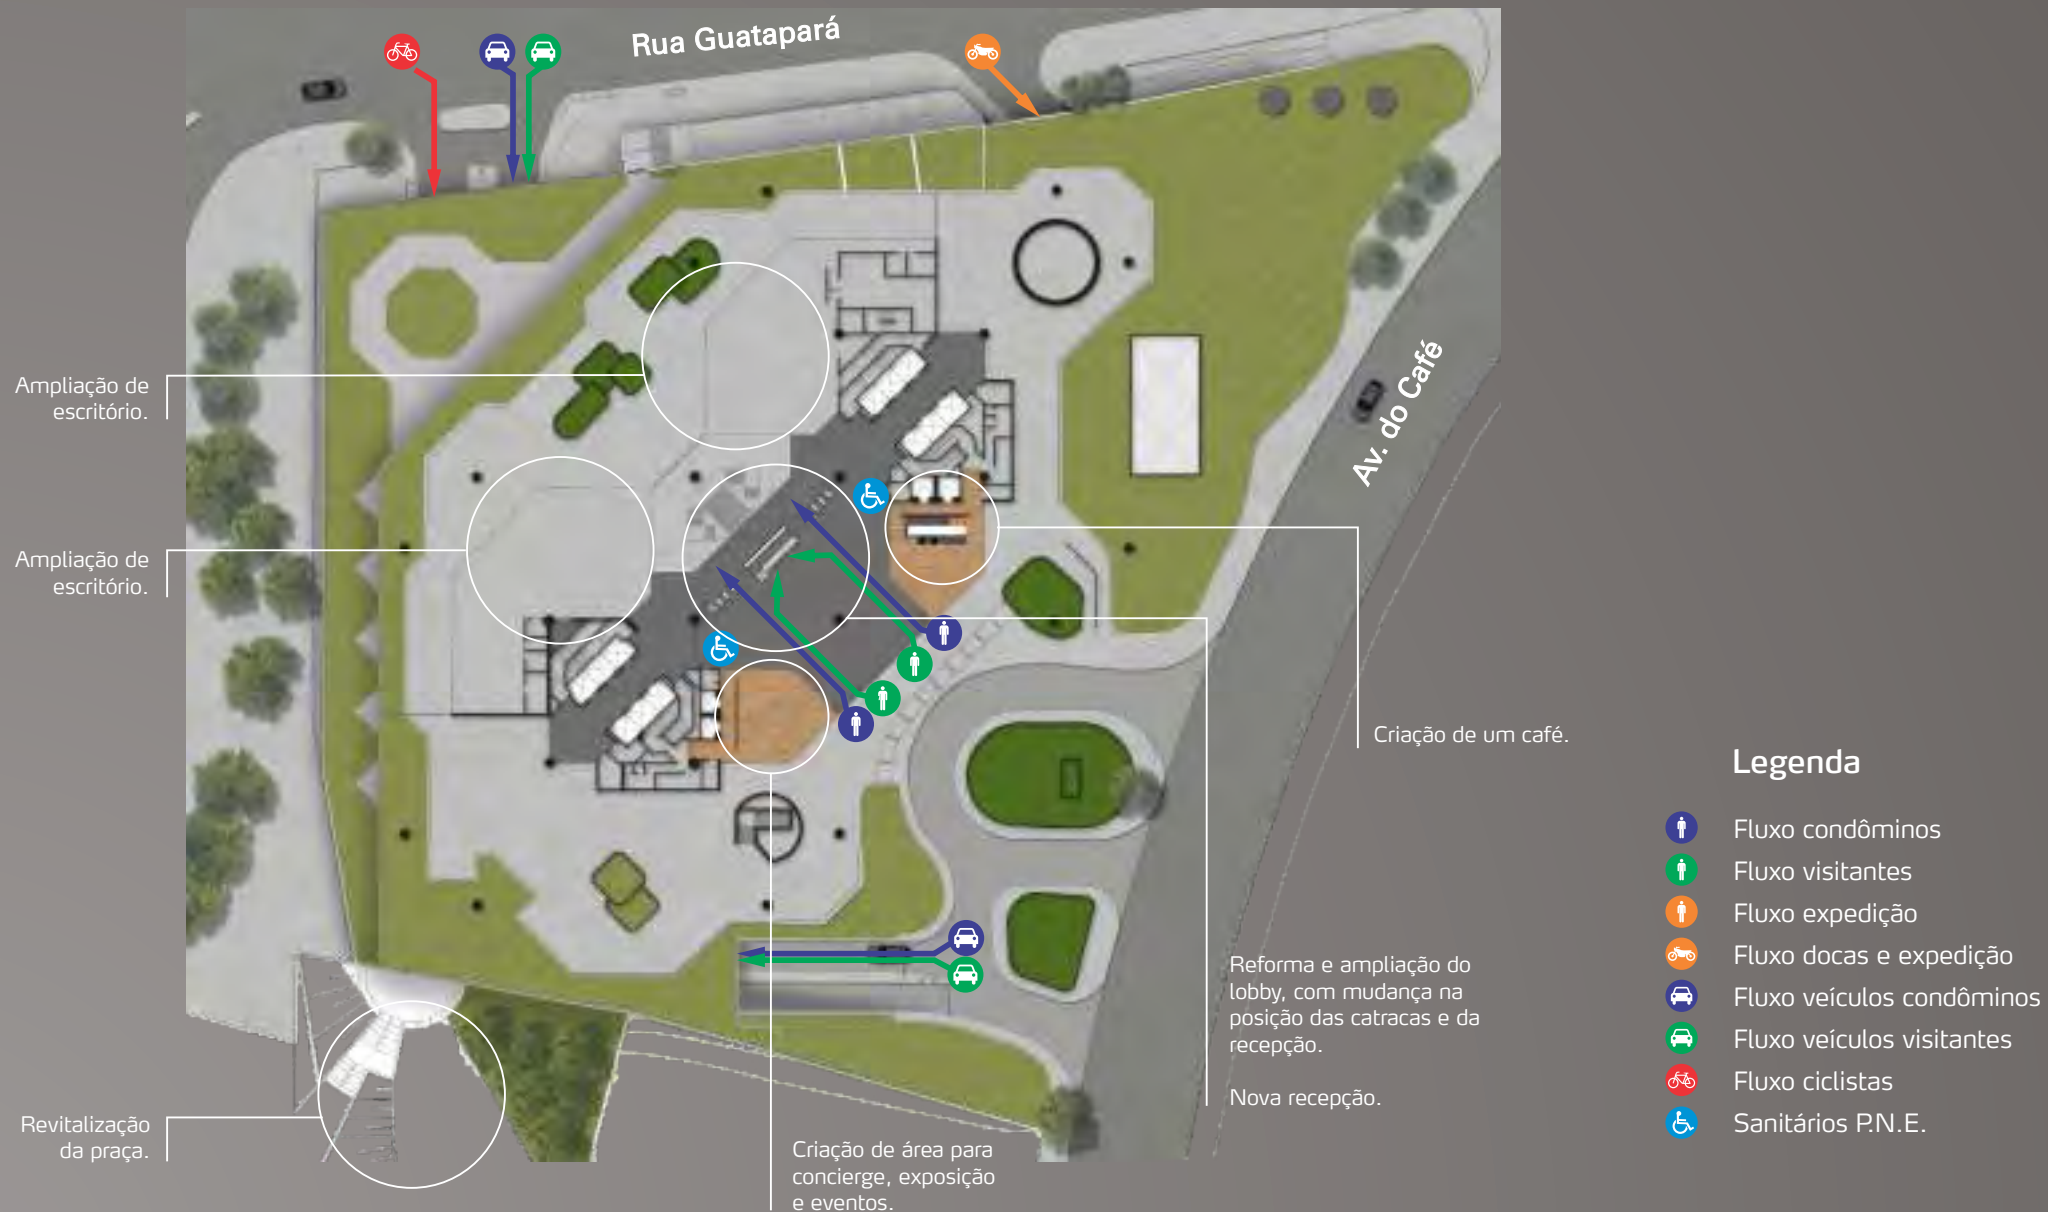 Rua Guatapará
Av. do Café
Ampliação de
escritório.
Ampliação de
escritório.
Revitalização
da praça.
Criação de área para
concierge, exposição
e eventos.
Reforma e ampliação do
lobby, com mudança na
posição das catracas e da
recepção.
Nova recepção.
Criação de um café.
Legenda
Fluxo condôminos
Fluxo visitantes
Fluxo expedição
Fluxo docas e expedição
Fluxo veículos condôminos
Fluxo veículos visitantes
Fluxo ciclistas
Sanitários P.N.E.